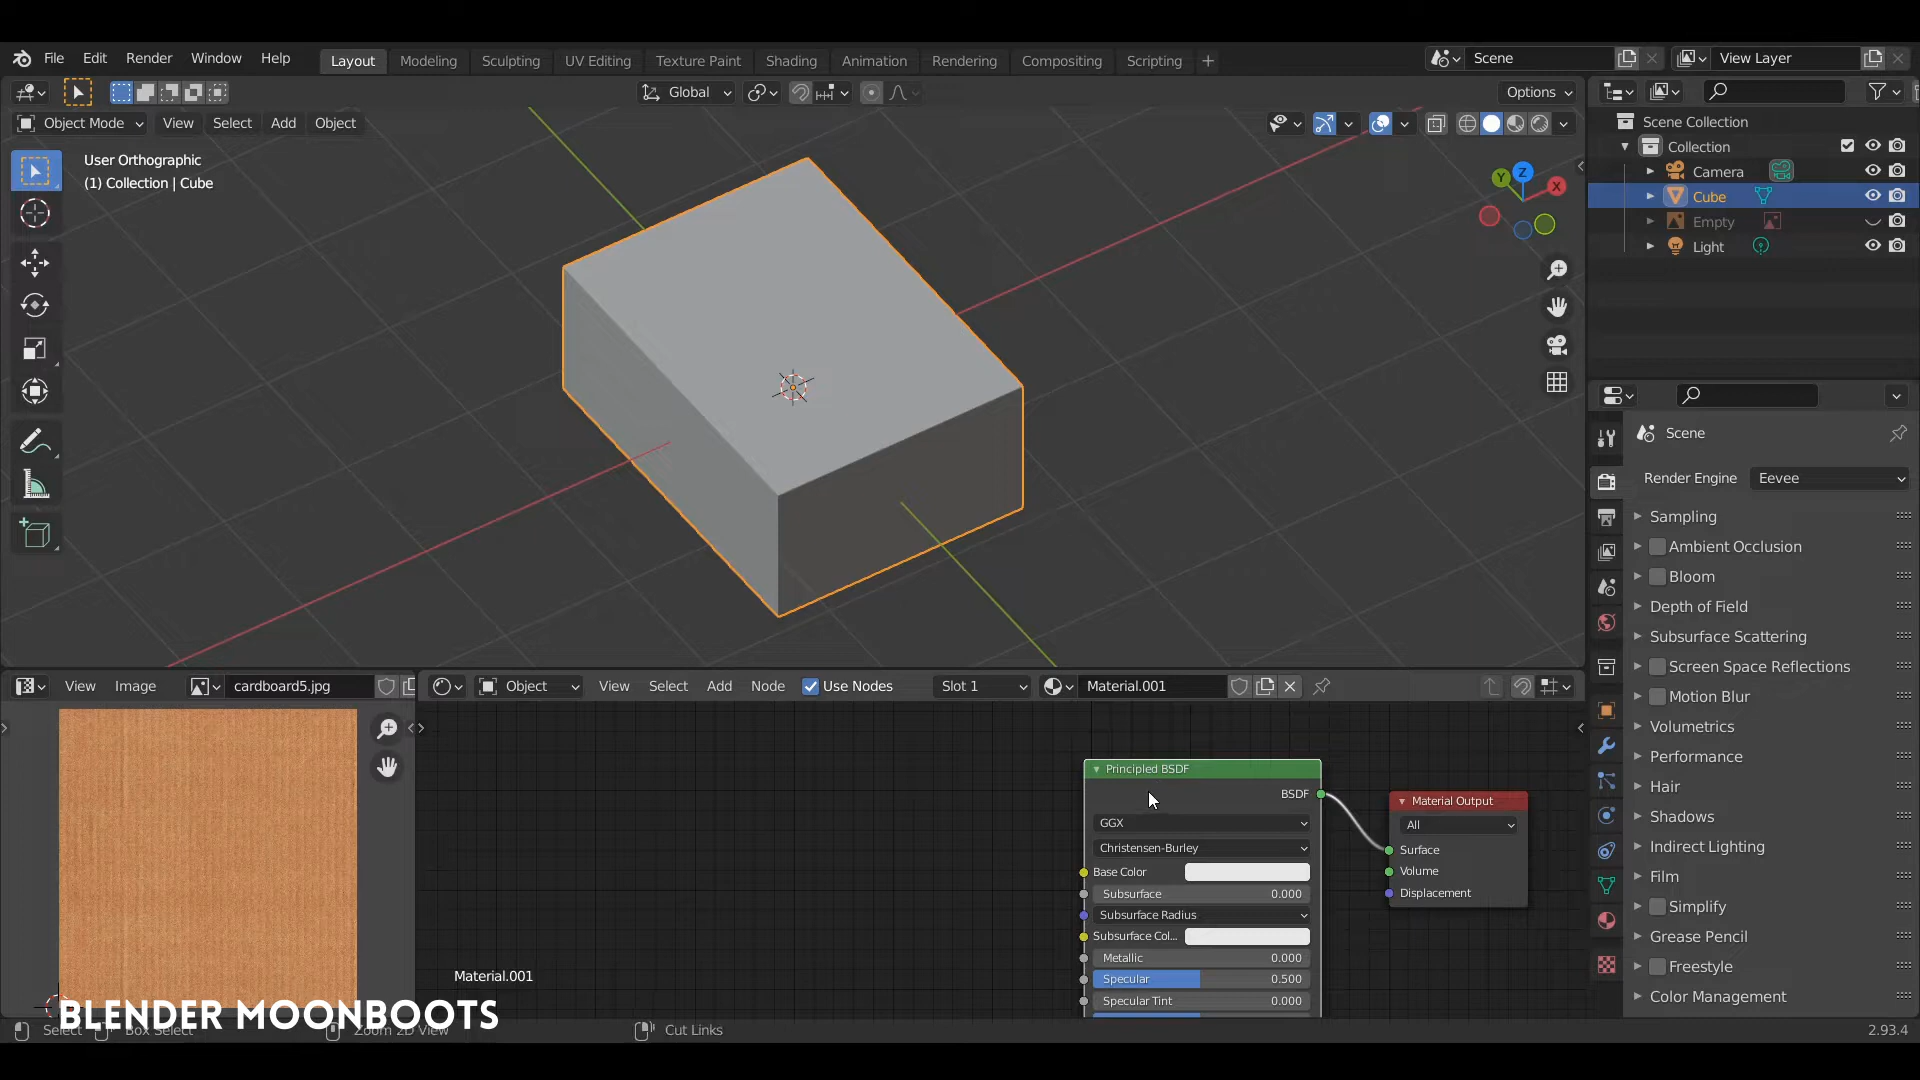 File Edit Render Window Help Layout Modeling Sculpting UV Editing Texture Paint Shading Animation Rendering Compositing Scripting + Scene View Layer
Global Options
Object Mode View Select Add Object
User Orthographic
(1) Collection | Cube
Z
Y
X
Scene Collection
Collection
Camera
Cube
Empty
Light
Scene
Render Engine Eevee
Sampling
Ambient Occlusion
Bloom
Depth of Field
Subsurface Scattering
Screen Space Reflections
Motion Blur
Volumetrics
Performance
Hair
Shadows
Indirect Lighting
Film
Simplify
Grease Pencil
Freestyle
Color Management
View Image cardboard5.jpg
Object View Select Add Node Use Nodes Slot 1 Material.001
Principled BSDF
BSDF
GGX
Christensen-Burley
Base Color
Subsurface 0.000
Subsurface Radius
Subsurface Col...
Metallic 0.000
Specular 0.500
Specular Tint 0.000
Material Output
All
Surface
Volume
Displacement
Material.001
BLENDER MOONBOOTS
Select Box Select Zoom 2D View Cut Links 2.93.4